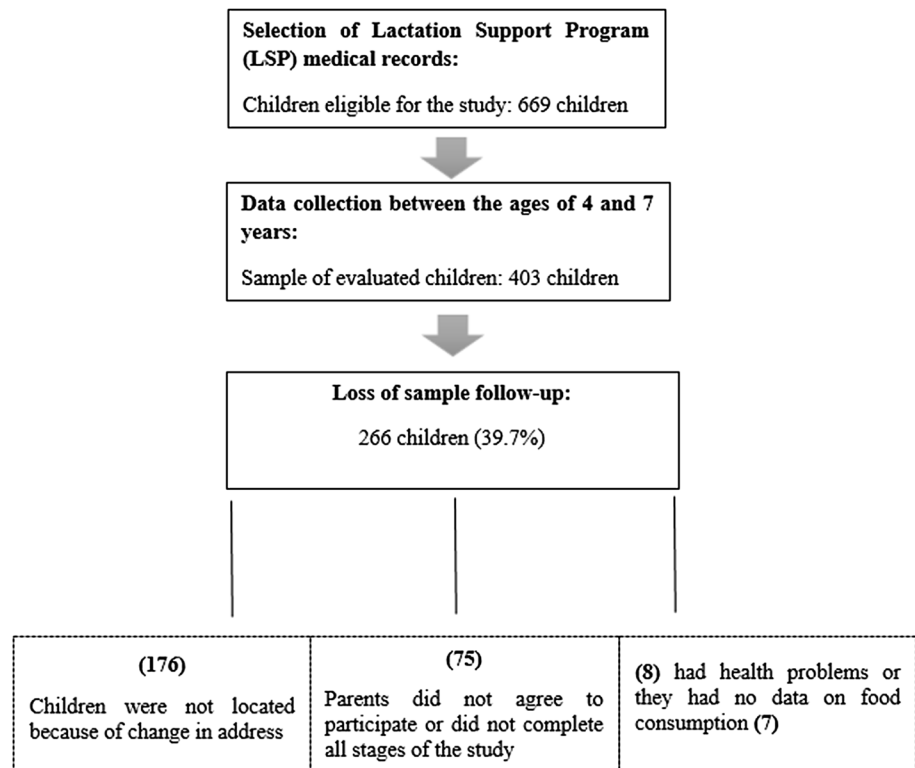 Selection of Lactation Support Program
(LSP) medical records:
Children eligible for the study: 669 children
Data collection between the ages of 4 and 7
years:
Sample of evaluated children: 403 children
Loss of sample follow-up:
266 children (39.7%)
(176)
Children were not located
because of change in address
(75)
Parents did not agree to
participate or did not complete
all stages of the study
(8) had health problems or
they had no data on food
consumption (7)